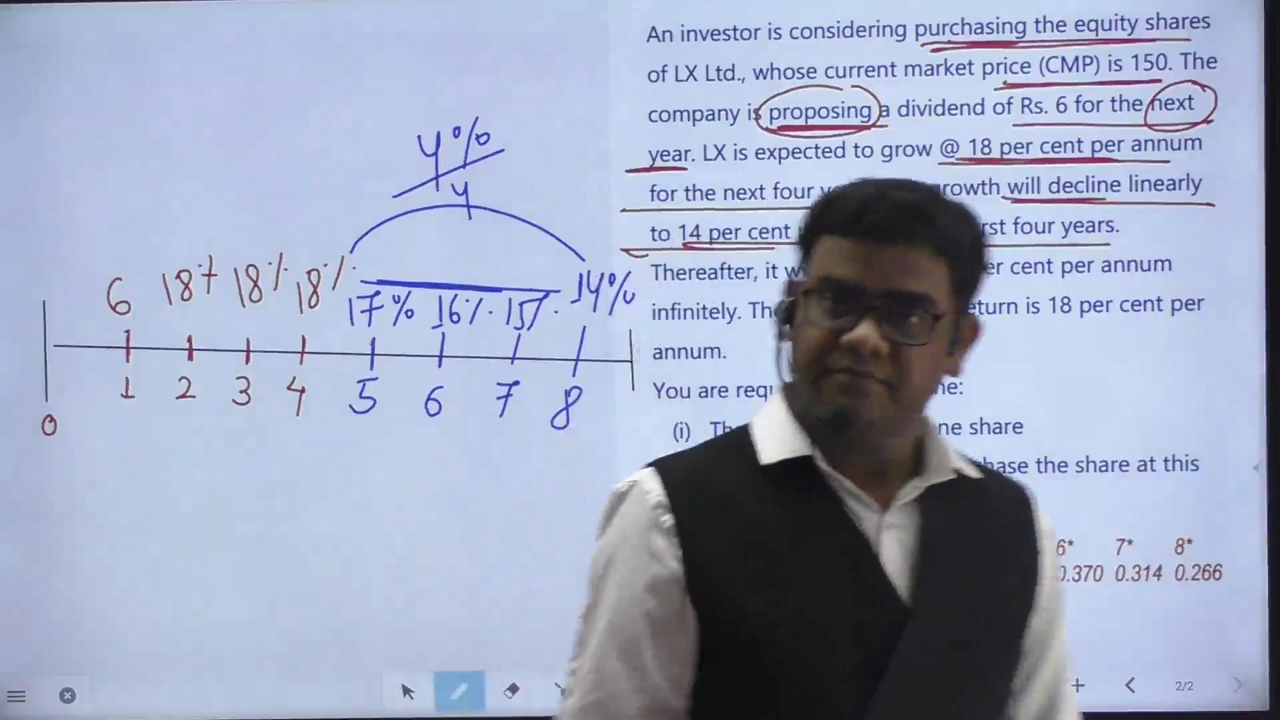 An investor is considering purchasing the equity shares
of LX Ltd., whose current market price (CMP) is 150. The
company is proposing a dividend of Rs. 6 for the next
year. LX is expected to grow @ 18 per cent per annum
for the next four growth will decline linearly
to 14 per cent rst four years.
Thereafter, it er cent per annum
infinitely. eturn is 18 per cent per
annum.
You are requ ne:
(i) Th ne share
hase the share at this
6* 7* 8*
0.370 0.314 0.266
4%
4
6 18% 18% 18% 17% 16% 15% 14%
0 1 2 3 4 5 6 7 8
2/2